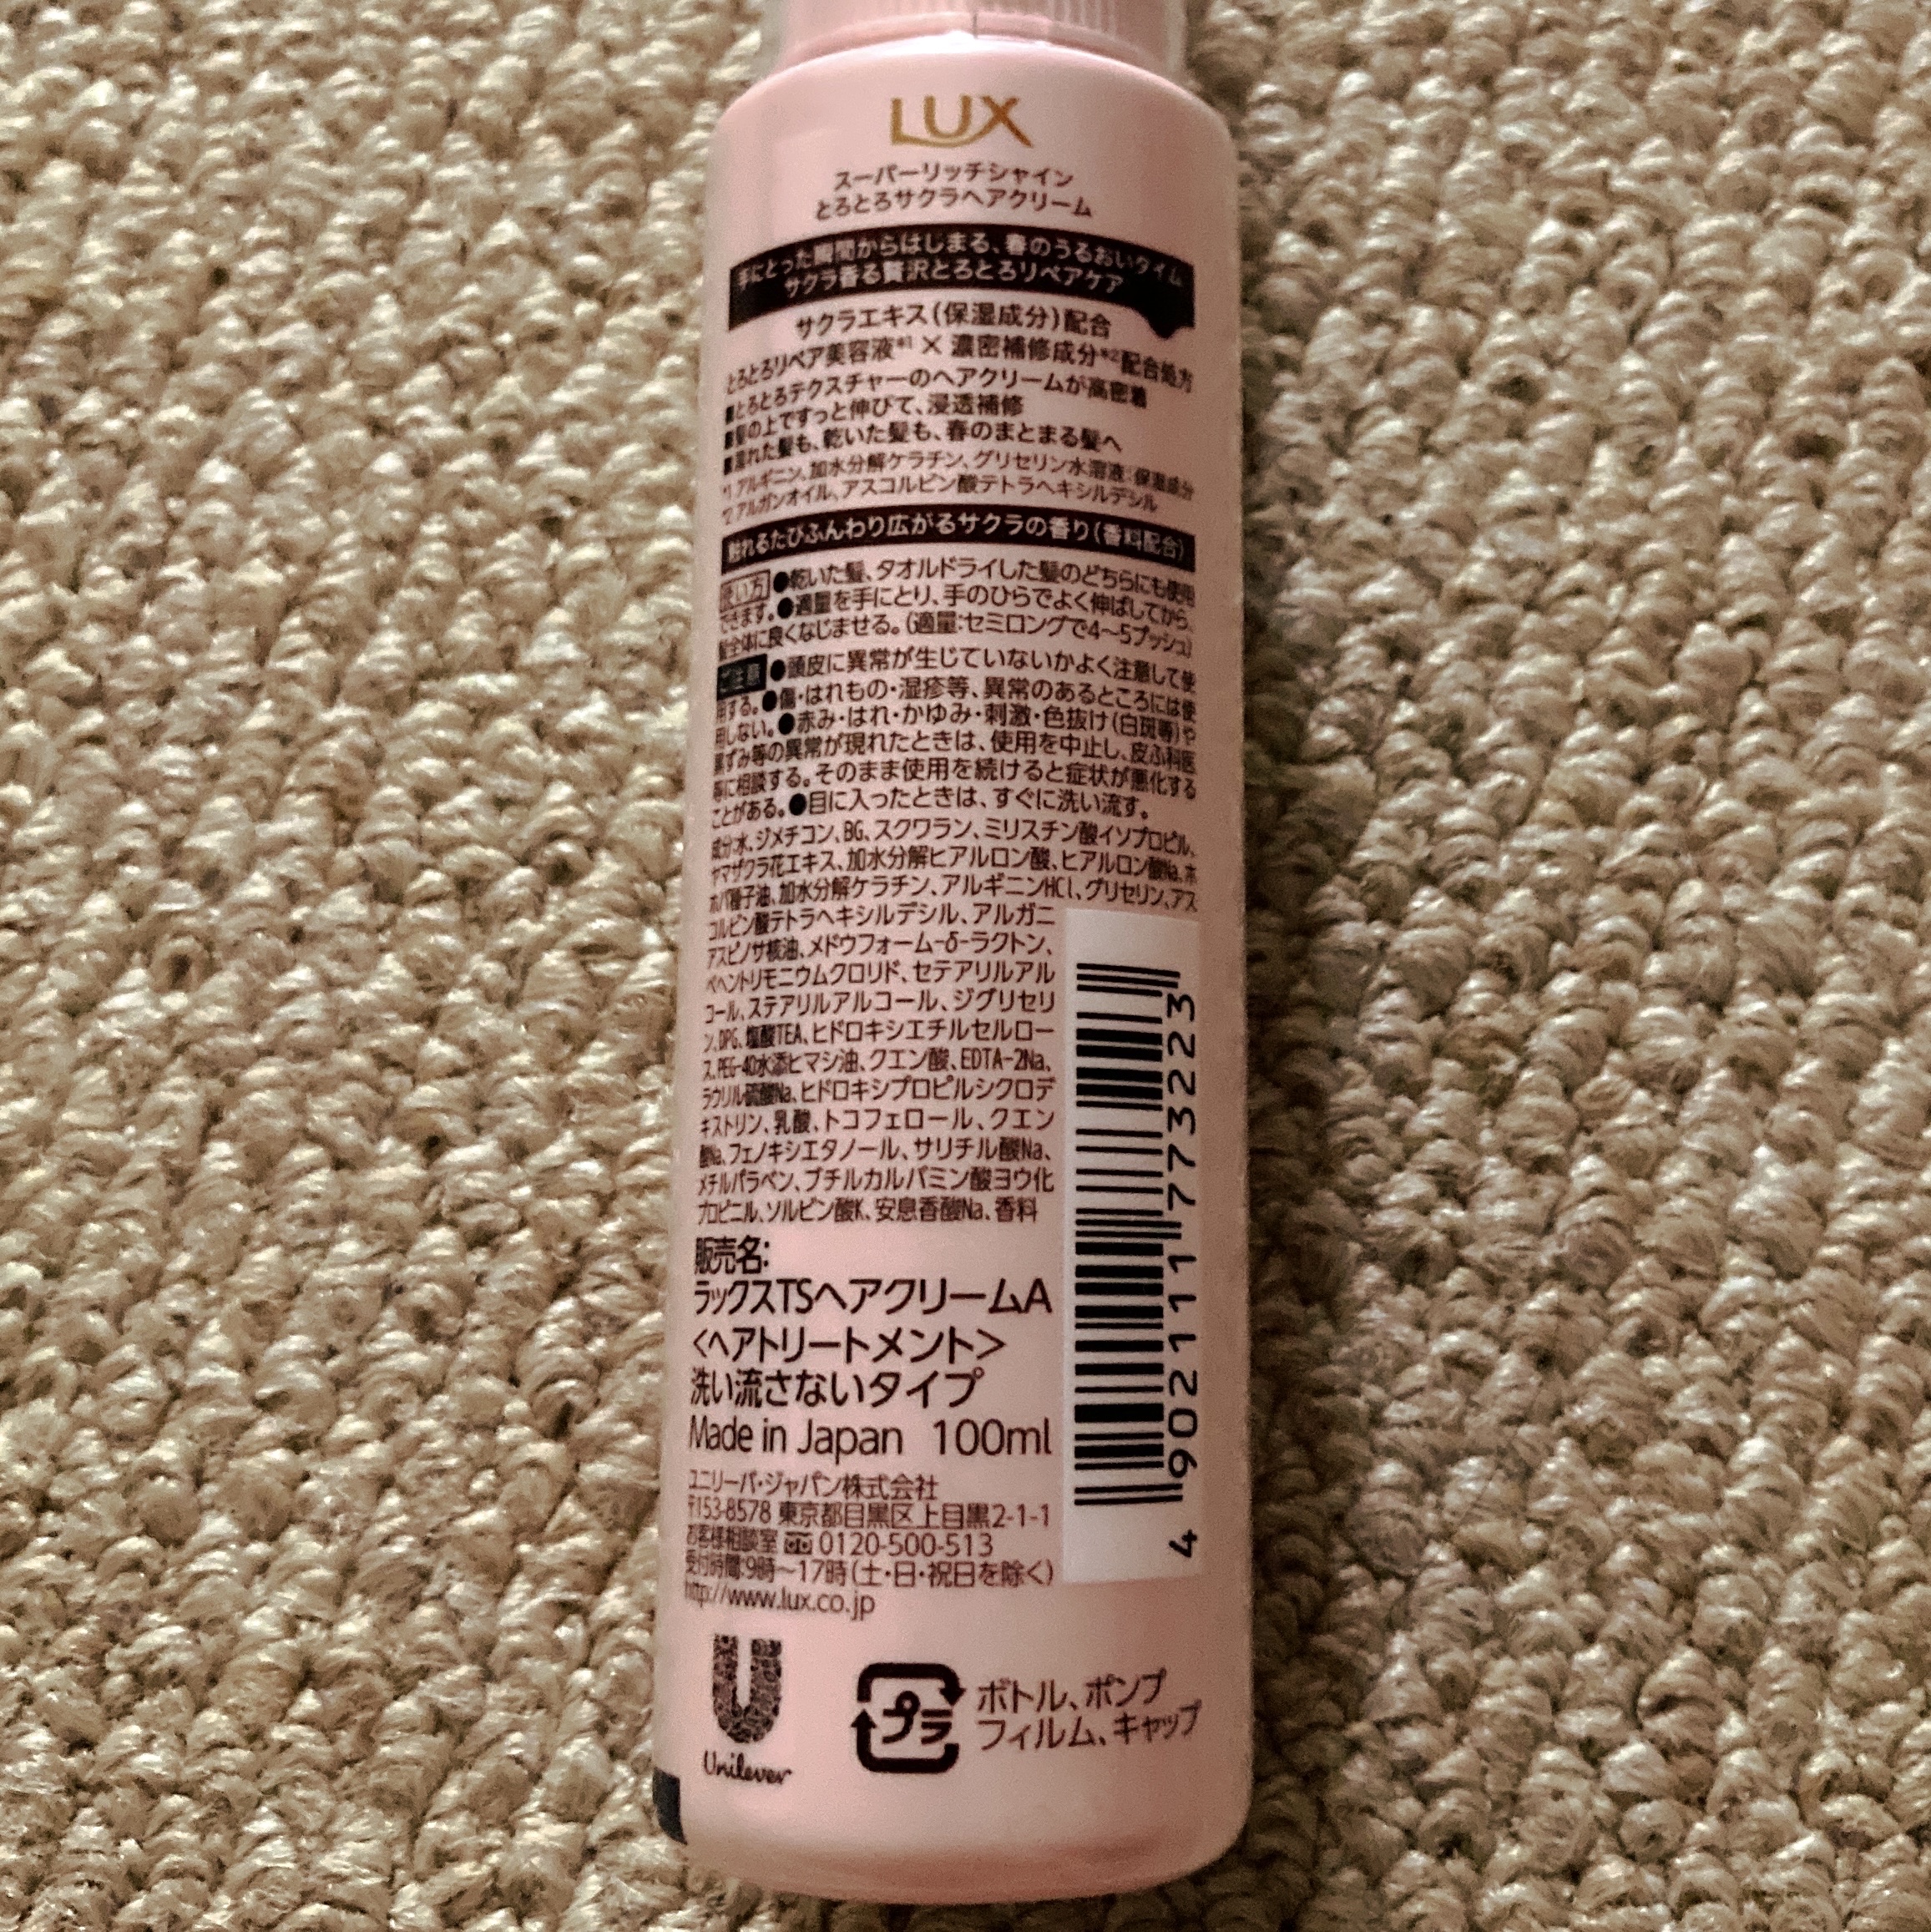 LUX
スーパーリッチシャイン
とろとろサクラヘアクリーム
手にとった瞬間からはじまる、春のうるおいタイム
サクラ香る贅沢とろとろリペアケア
サクラエキス(保湿成分)配合
とろとろリペア美容液*1 × 濃密補修成分*2配合処方
■とろとろテクスチャーのヘアクリームが高密着
■髪の上ですっと伸びて、浸透補修
■濡れた髪も、乾いた髪も、春のまとまる髪へ
*1 アルギニン、加水分解ケラチン、グリセリン水溶液:保湿成分
*2 アルガンオイル、アスコルビン酸テトラヘキシルデシル
触れるたびふんわり広がるサクラの香り(香料配合)
使い方 ●乾いた髪、タオルドライした髪のどちらにも使用
できます。●適量を手にとり、手のひらでよく伸ばしてから、
髪全体に良くなじませる。(適量:セミロングで4〜5プッシュ)
ご注意 ●頭皮に異常が生じていないかよく注意して使
用する。●傷・はれもの・湿疹等、異常のあるところには使
用しない。●赤み・はれ・かゆみ・刺激・色抜け(白斑等)や
黒ずみ等の異常が現れたときは、使用を中止し、皮ふ科医
等に相談する。そのまま使用を続けると症状が悪化する
ことがある。●目に入ったときは、すぐに洗い流す。
成分:水、ジメチコン、BG、スクワラン、ミリスチン酸イソプロピル、
ヤマザクラ花エキス、加水分解ヒアルロン酸、ヒアルロン酸Na、ホ
ホバ種子油、加水分解ケラチン、アルギニンHCl、グリセリン、アス
コルビン酸テトラヘキシルデシル、アルガニ
アスピノサ核油、メドウフォーム-δ-ラクトン、
ベヘントリモニウムクロリド、セテアリルアル
コール、ステアリルアルコール、ジグリセリ
ン、DPG、塩酸TEA、ヒドロキシエチルセルロー
ス、PEG-40水添ヒマシ油、クエン酸、EDTA-2Na、
ラウリル硫酸Na、ヒドロキシプロピルシクロデ
キストリン、乳酸、トコフェロール、クエン
酸Na、フェノキシエタノール、サリチル酸Na、
メチルパラベン、ブチルカルバミン酸ヨウ化
プロピニル、ソルビン酸K、安息香酸Na、香料
販売名:
ラックスTSヘアクリームA
<ヘアトリートメント>
洗い流さないタイプ
Made in Japan 100ml
ユニリーバ・ジャパン株式会社
〒153-8578 東京都目黒区上目黒2-1-1
お客様相談室 0120-500-513
受付時間:9時〜17時(土・日・祝日を除く)
http://www.lux.co.jp
4 902111 773223
Unilever
プラ
ボトル、ポンプ
フィルム、キャップ